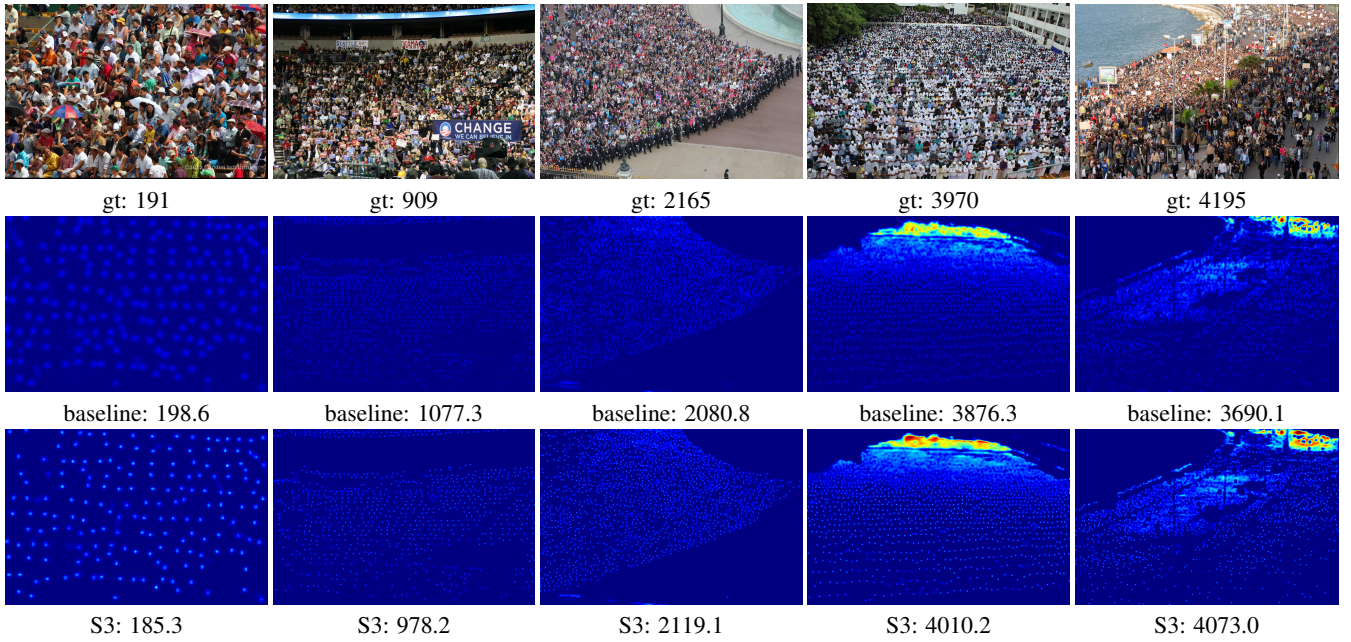 OBAMA
CHANGE
WE CAN BELIEVE IN
gt: 191
gt: 909
gt: 2165
gt: 3970
gt: 4195
baseline: 198.6
baseline: 1077.3
baseline: 2080.8
baseline: 3876.3
baseline: 3690.1
S3: 185.3
S3: 978.2
S3: 2119.1
S3: 4010.2
S3: 4073.0